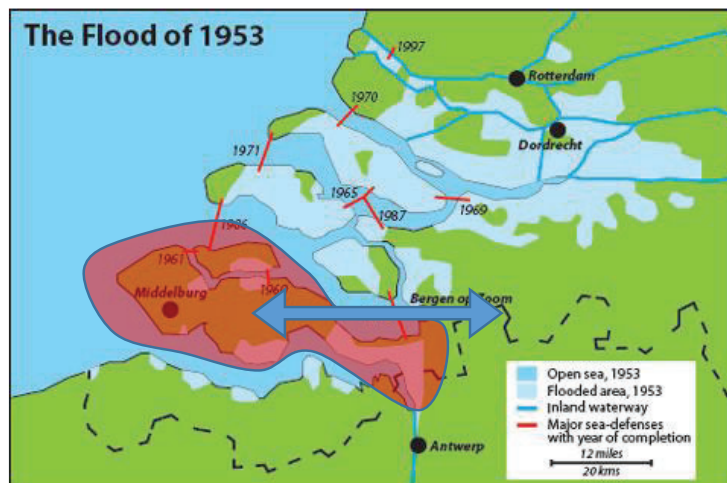 The Flood of 1953
1997
Rotterdam
1970
Dordrecht
1971
1965
1987
1969
1986
1961
1960
Middelburg
Bergen op Zoom
Open sea, 1953
Flooded area, 1953
Inland waterway
Major sea-defenses
with year of completion
12 miles
20 kms
Antwerp